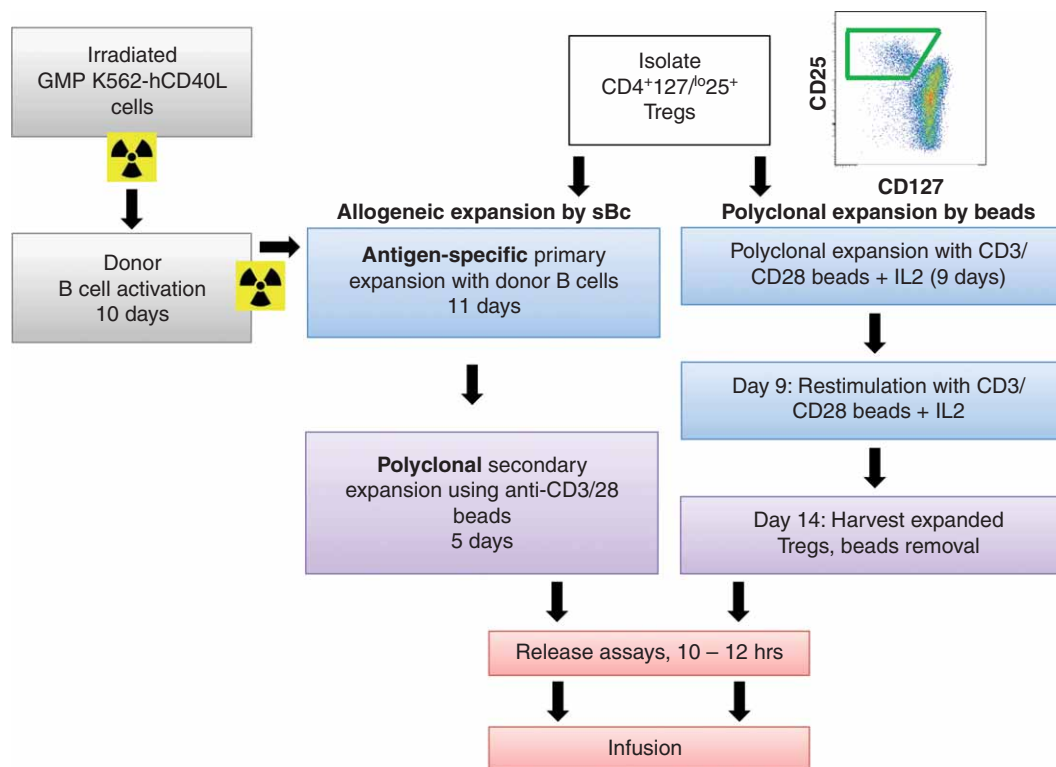 Irradiated
GMP K562-hCD40L
cells
Donor
B cell activation
10 days
Isolate
CD4⁺127/ˡᵒ25⁺
Tregs
CD25
CD127
Allogeneic expansion by sBc
Antigen-specific primary
expansion with donor B cells
11 days
Polyclonal secondary
expansion using anti-CD3/28
beads
5 days
Polyclonal expansion by beads
Polyclonal expansion with CD3/
CD28 beads + IL2 (9 days)
Day 9: Restimulation with CD3/
CD28 beads + IL2
Day 14: Harvest expanded
Tregs, beads removal
Release assays, 10 – 12 hrs
Infusion